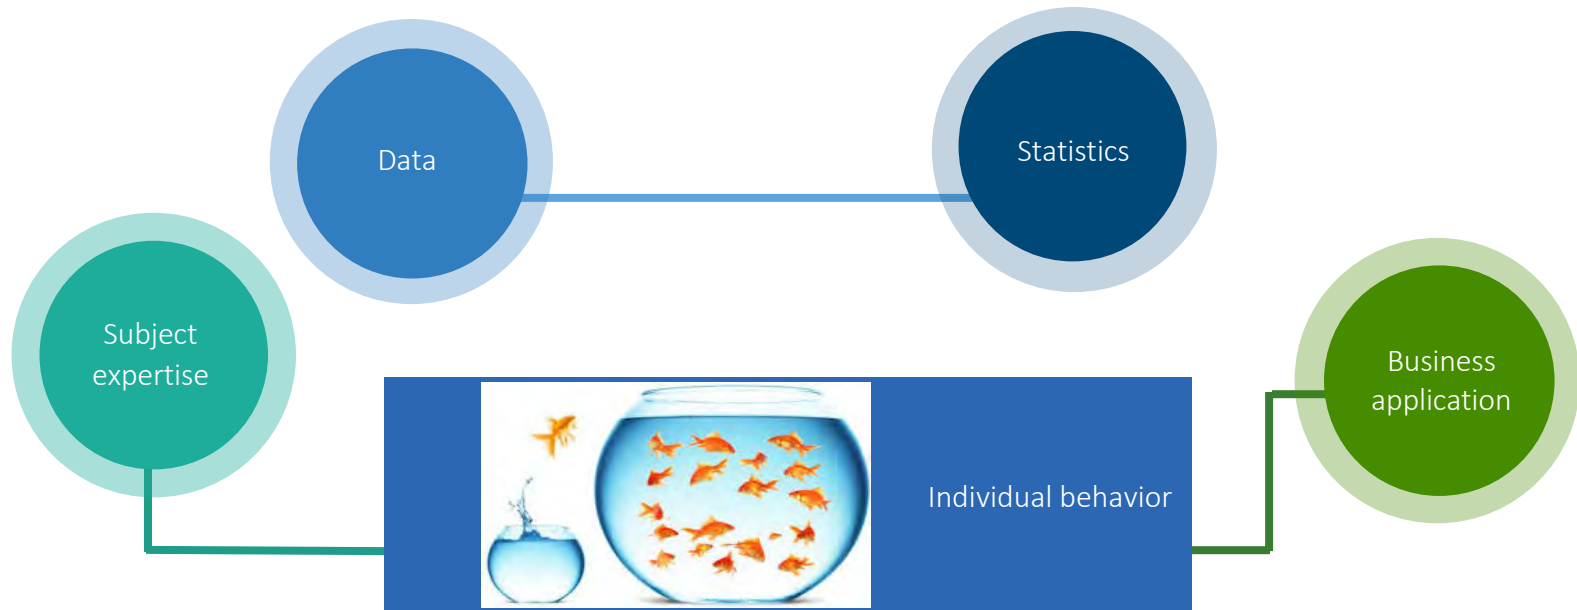 Data
Statistics
Subject
expertise
Business
application
Individual behavior